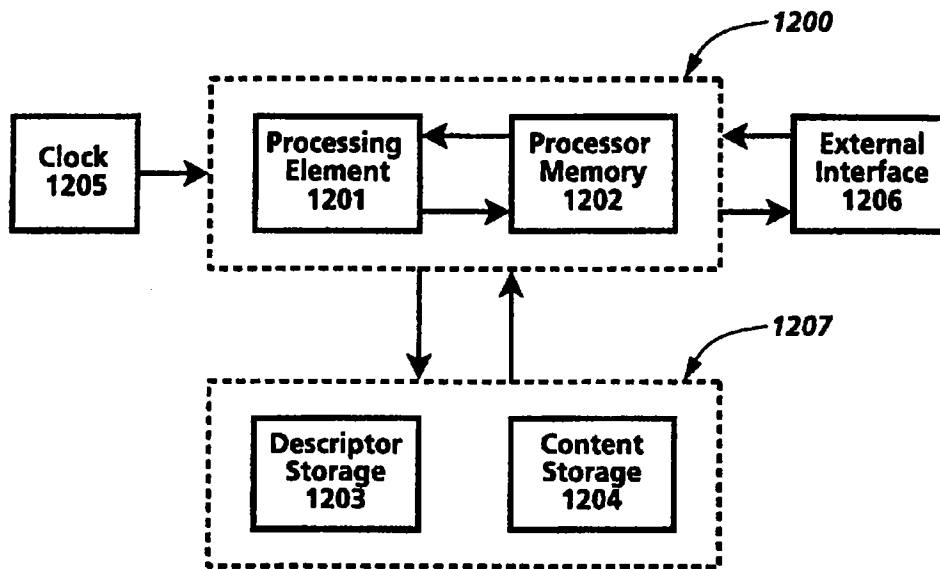 1200
Clock
1205
Processing
Element
1201
Processor
Memory
1202
External
Interface
1206
1207
Descriptor
Storage
1203
Content
Storage
1204